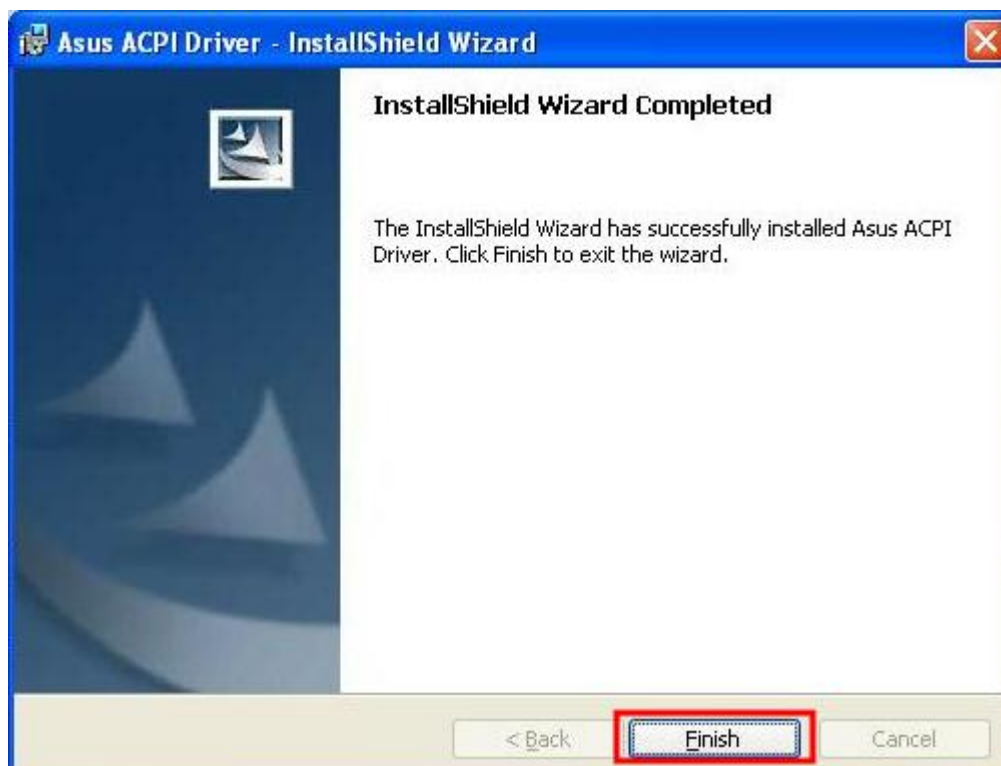 Asus ACPI Driver - InstallShield Wizard
InstallShield Wizard Completed
The InstallShield Wizard has successfully installed Asus ACPI
Driver. Click Finish to exit the wizard.
< Back Finish Cancel